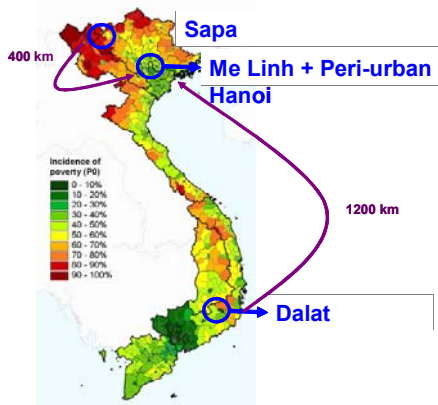 Sapa
400 km
Me Linh + Peri-urban
Hanoi
Incidence of
poverty (P0)
0 - 10%
10 - 20%
20 - 30%
30 - 40%
40 - 50%
50 - 60%
60 - 70%
70 - 80%
80 - 90%
90 - 100%
1200 km
Dalat